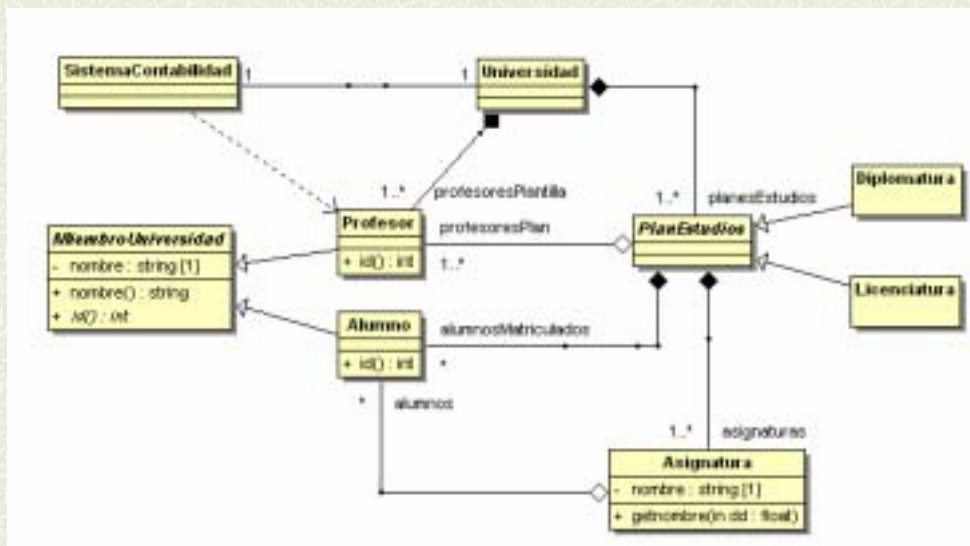 SistemaContabilidad
1
1
Universidad
1..*
profesoresPlantilla
1..*
planesEstudios
Diplomatura
Profesor
+ id() : int
profesoresPlan
1..*
PlanEstudios
MiembroUniversidad
- nombre : string [1]
+ nombre() : string
+ id() : int
Licenciatura
Alumno
+ id() : int
alumnosMatriculados
*
* alumnos
1..*
asignaturas
Asignatura
- nombre : string [1]
+ getnombre(in dd : float)